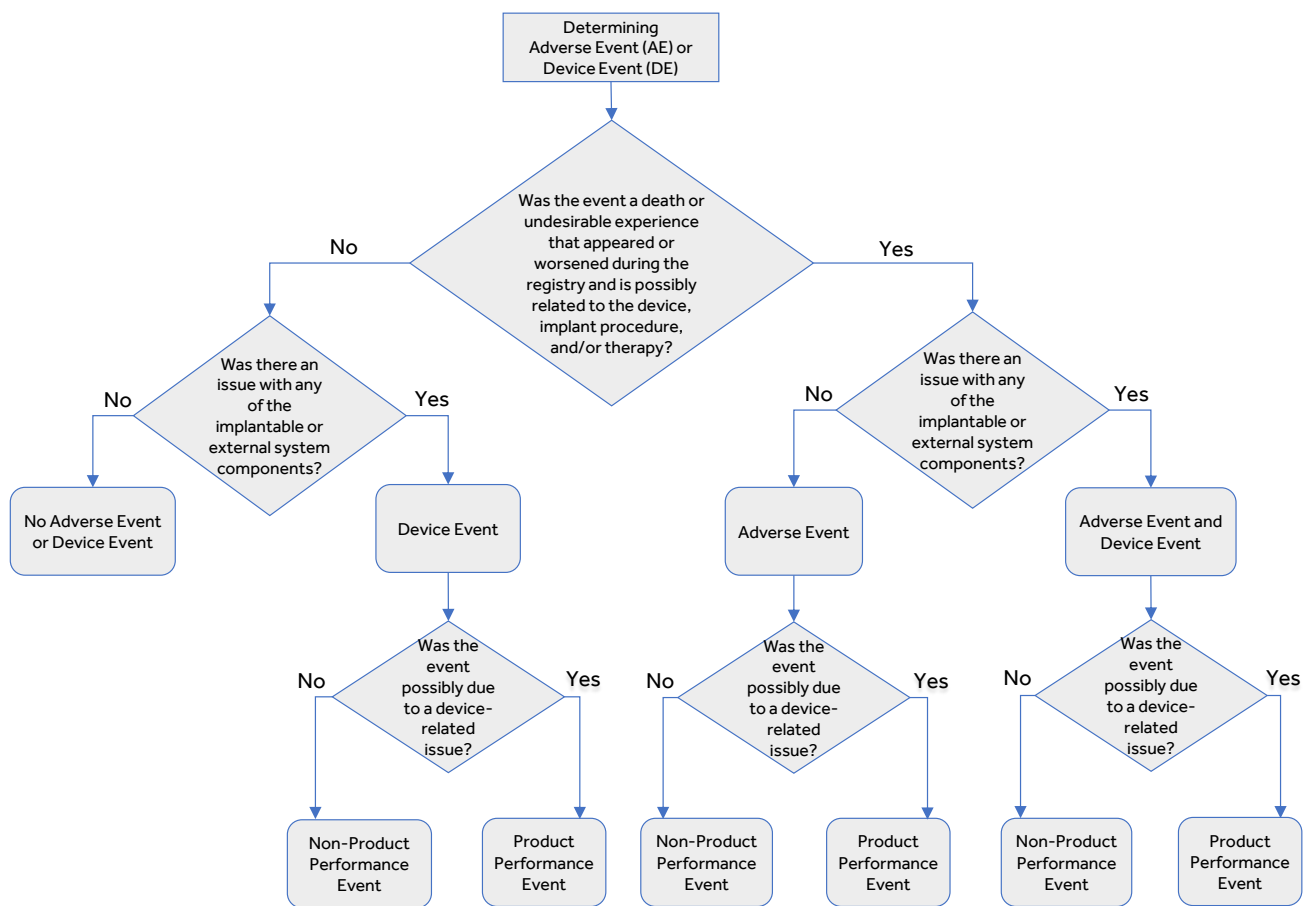 Determining
Adverse Event (AE) or
Device Event (DE)
Was the event a death or
undesirable experience
that appeared or
worsened during the
registry and is possibly
related to the device,
implant procedure,
and/or therapy?
No
Yes
Was there an
issue with any
of the
implantable or
external system
components?
No
Yes
Was there an
issue with any
of the
implantable or
external system
components?
No
Yes
No Adverse Event
or Device Event
Device Event
Adverse Event
Adverse Event and
Device Event
Was the
event
possibly due
to a device-
related
issue?
No
Yes
Was the
event
possibly due
to a device-
related
issue?
No
Yes
Was the
event
possibly due
to a device-
related
issue?
No
Yes
Non-Product
Performance
Event
Product
Performance
Event
Non-Product
Performance
Event
Product
Performance
Event
Non-Product
Performance
Event
Product
Performance
Event